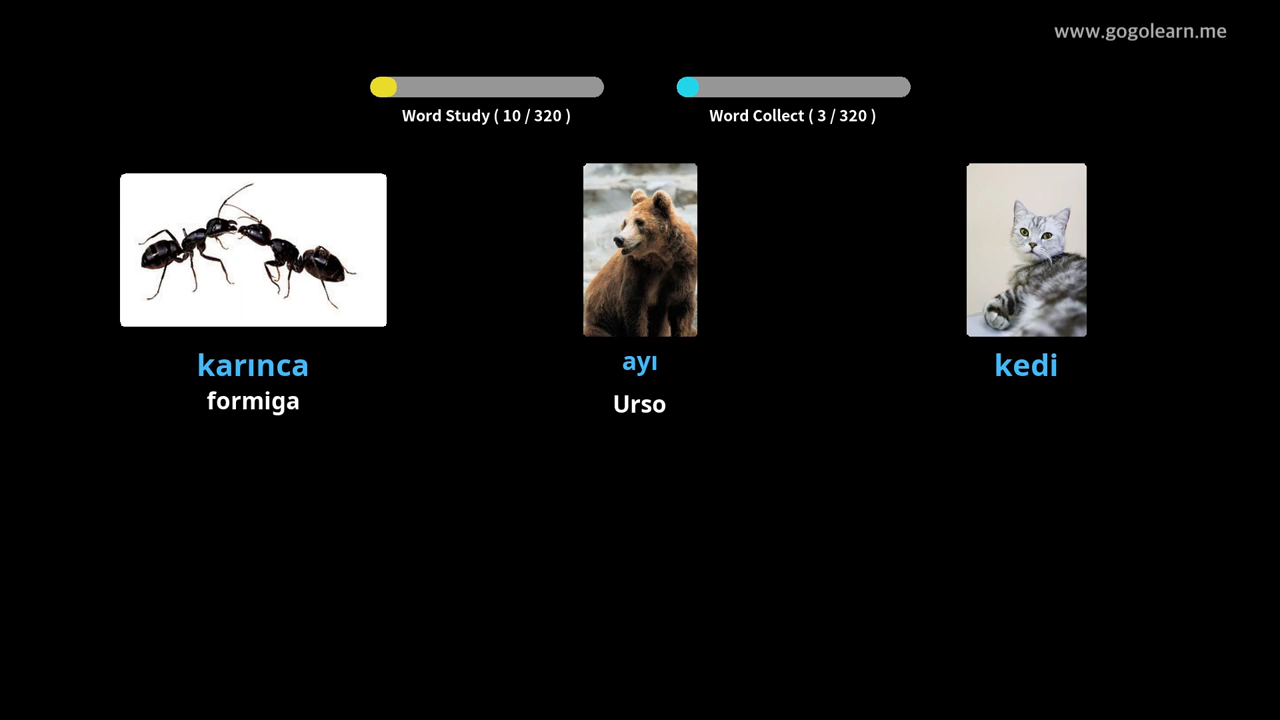 www.gogolearn.me
Word Study ( 10 / 320 )
Word Collect ( 3 / 320 )
karınca
formiga
ayı
Urso
kedi